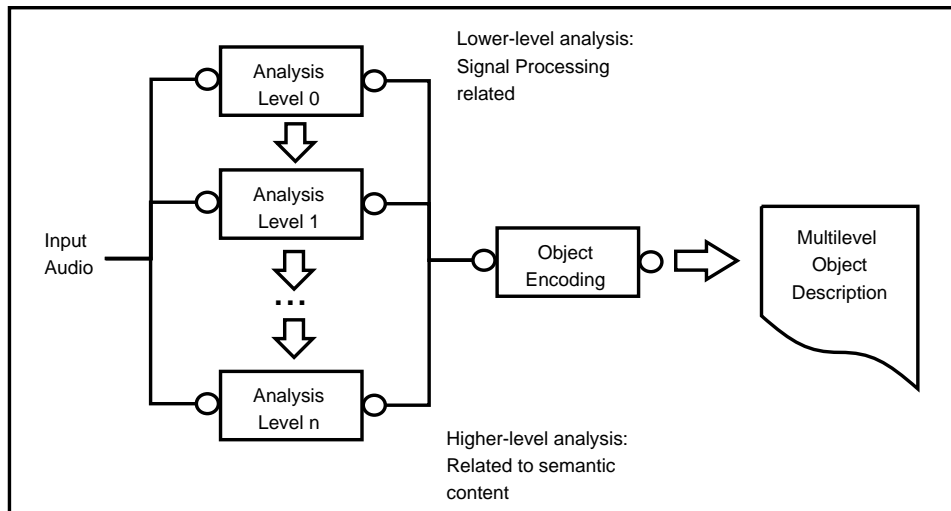 Lower-level analysis:
Signal Processing
related
Analysis
Level 0
Analysis
Level 1
Input
Audio
...
Object
Encoding
Multilevel
Object
Description
Analysis
Level n
Higher-level analysis:
Related to semantic
content